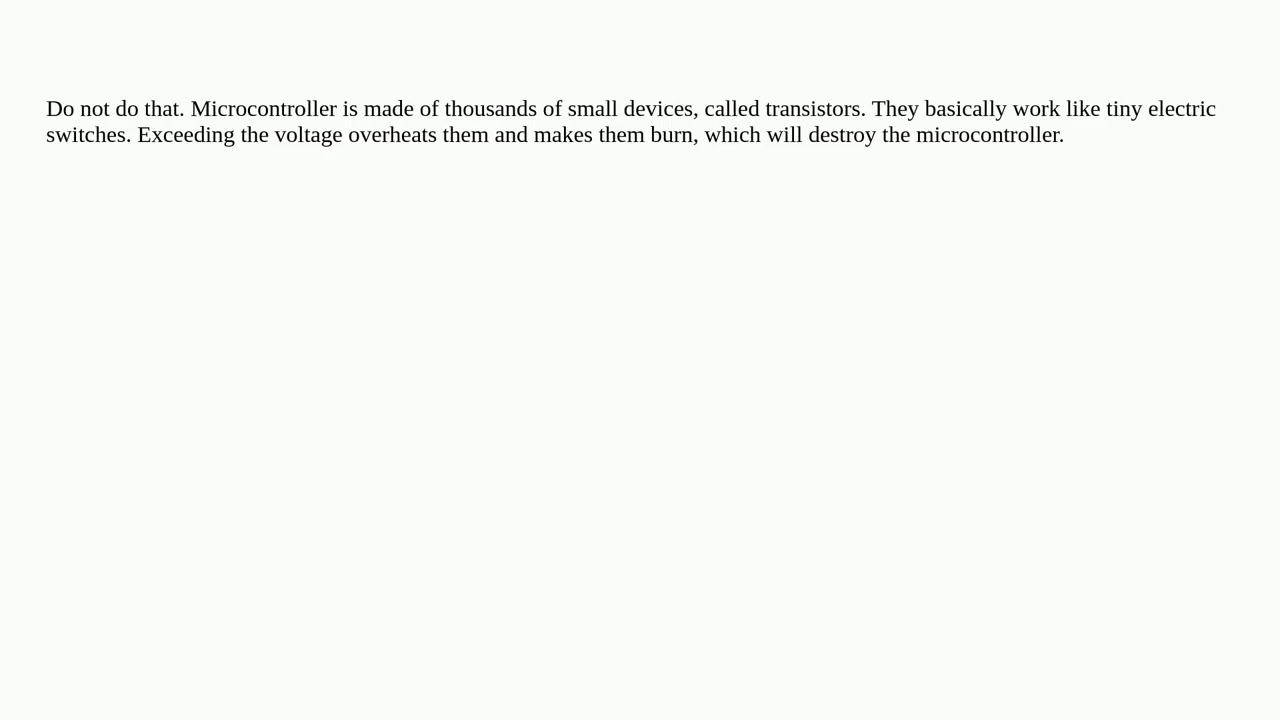 Do not do that. Microcontroller is made of thousands of small devices, called transistors. They basically work like tiny electric
switches. Exceeding the voltage overheats them and makes them burn, which will destroy the microcontroller.